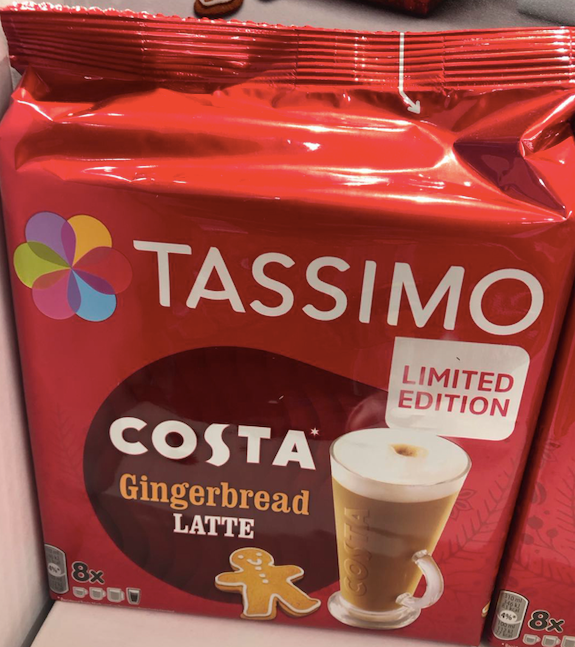 TASSIMO
LIMITED
EDITION
COSTA
Gingerbread
LATTE
COSTA
8x
8x